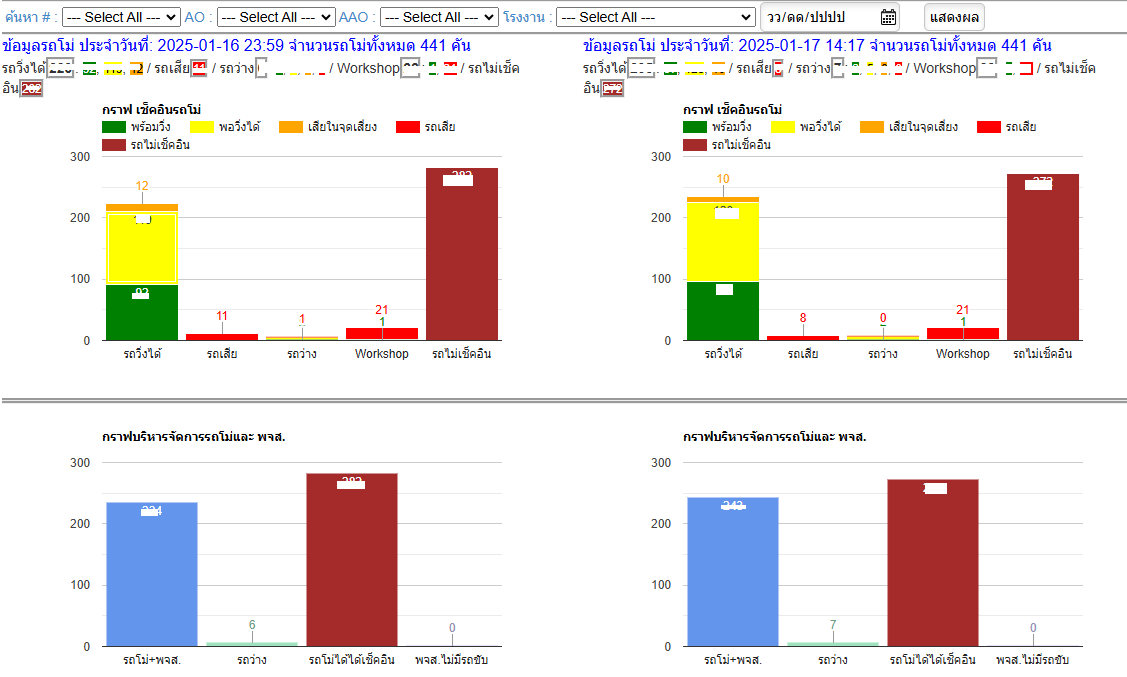 ค้นหา # : --- Select All --- AO : --- Select All --- AAO : --- Select All --- โรงงาน : --- Select All --- วว/ดด/ปปปป แสดงผล
ข้อมูลรถโม่ ประจำวันที่: 2025-01-16 23:59 จำนวนรถโม่ทั้งหมด 441 คัน
รถวิ่งได้ / รถเสีย / รถว่าง / Workshop / รถไม่เช็ค
อิน
กราฟ เช็คอินรถโม่
พร้อมวิ่ง พอวิ่งได้ เสียในจุดเสี่ยง รถเสีย
รถไม่เช็คอิน
300
200
100
0
12
11
1
21
1
รถวิ่งได้ รถเสีย รถว่าง Workshop รถไม่เช็คอิน
ข้อมูลรถโม่ ประจำวันที่: 2025-01-17 14:17 จำนวนรถโม่ทั้งหมด 441 คัน
รถวิ่งได้ / รถเสีย / รถว่าง / Workshop / รถไม่เช็ค
อิน
กราฟ เช็คอินรถโม่
พร้อมวิ่ง พอวิ่งได้ เสียในจุดเสี่ยง รถเสีย
รถไม่เช็คอิน
300
200
100
0
10
8
0
21
1
รถวิ่งได้ รถเสีย รถว่าง Workshop รถไม่เช็คอิน
กราฟบริหารจัดการรถโม่และ พจส.
300
200
100
0
6
0
รถโม่+พจส. รถว่าง รถโม่ได้ได้เช็คอิน พจส.ไม่มีรถขับ
กราฟบริหารจัดการรถโม่และ พจส.
300
200
100
0
7
0
รถโม่+พจส. รถว่าง รถโม่ได้ได้เช็คอิน พจส.ไม่มีรถขับ